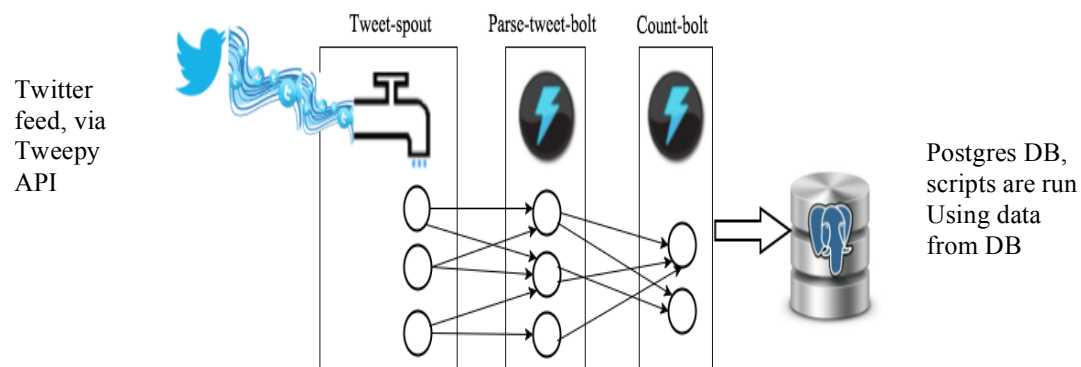 Tweet-spout
Parse-tweet-bolt
Count-bolt
Twitter
feed, via
Tweepy
API
Postgres DB,
scripts are run
Using data
from DB